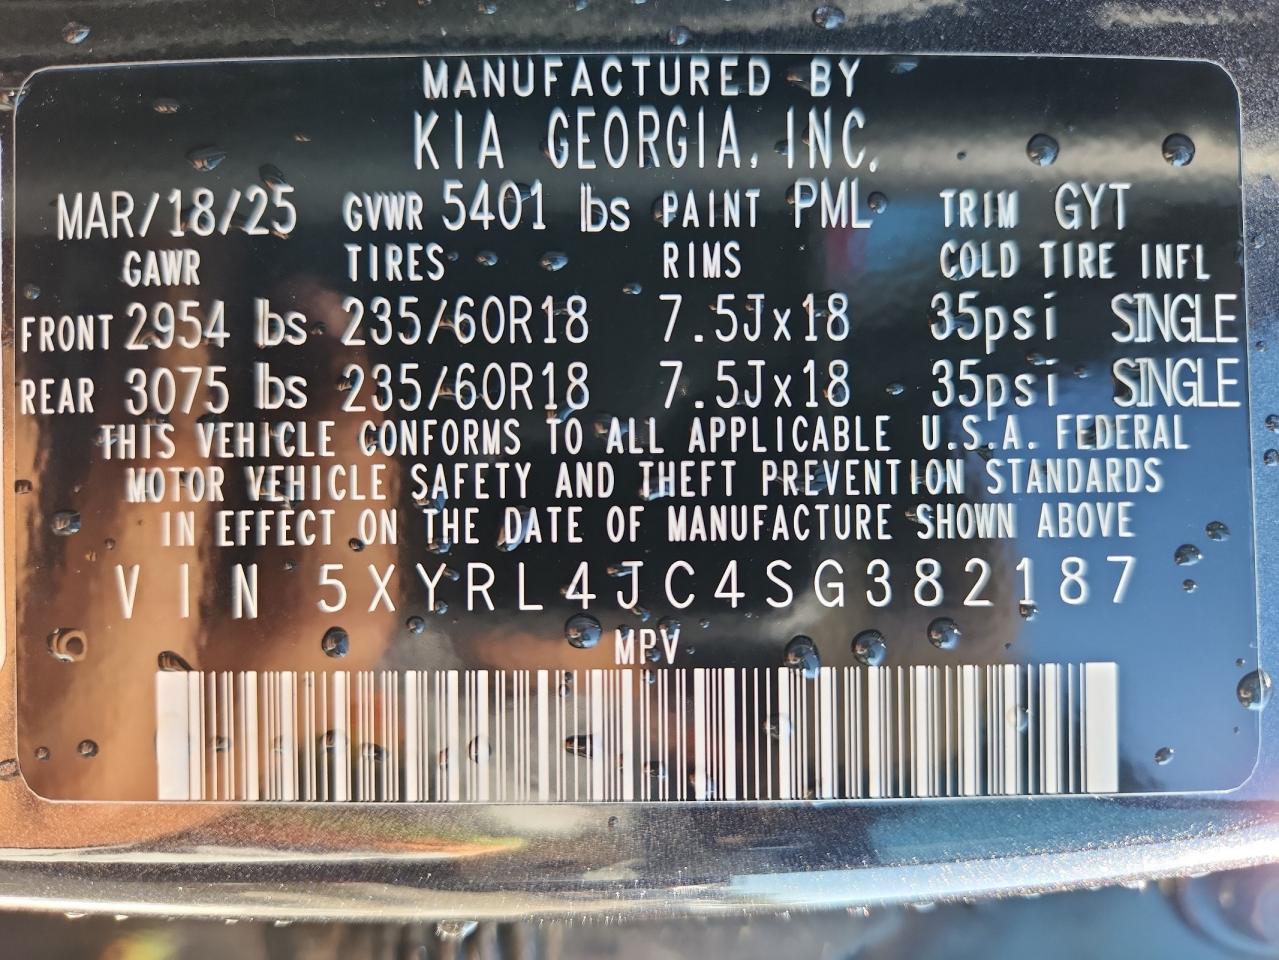 MANUFACTURED BY
KIA GEORGIA, INC.
MAR/18/25 GVWR 5401 lbs PAINT PML TRIM GYT
GAWR TIRES RIMS COLD TIRE INFL
FRONT 2954 lbs 235/60R18 7.5Jx18 35psi SINGLE
REAR 3075 lbs 235/60R18 7.5Jx18 35psi SINGLE
THIS VEHICLE CONFORMS TO ALL APPLICABLE U.S.A. FEDERAL
MOTOR VEHICLE SAFETY AND THEFT PREVENTION STANDARDS
IN EFFECT ON THE DATE OF MANUFACTURE SHOWN ABOVE
VIN 5XYRL4JC4SG382187
MPV